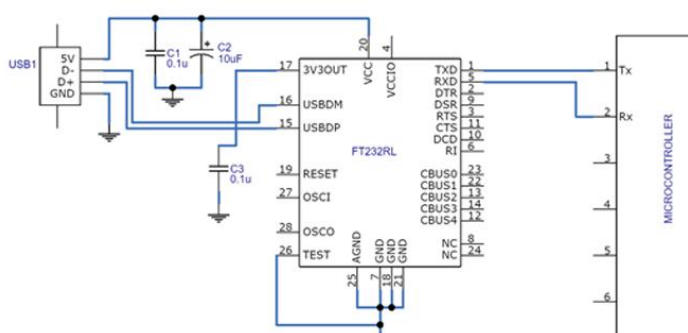 USB1
5V
D-
D+
GND
C1
0.1u
C2
10uF
+
C3
0.1u
20
VCC
4
VCCIO
17
3V3OUT
16
USBDM
15
USBDP
19
RESET
27
OSCI
28
OSCO
26
TEST
FT232RL
TXD
1
RXD
5
DTR
2
DSR
9
RTS
3
CTS
11
DCD
10
RI
6
CBUS0
23
CBUS1
22
CBUS2
13
CBUS3
14
CBUS4
12
NC
8
NC
24
AGND
25
GND
7
GND
18
GND
21
1
Tx
2
Rx
3
4
5
6
MICROCONTROLLER